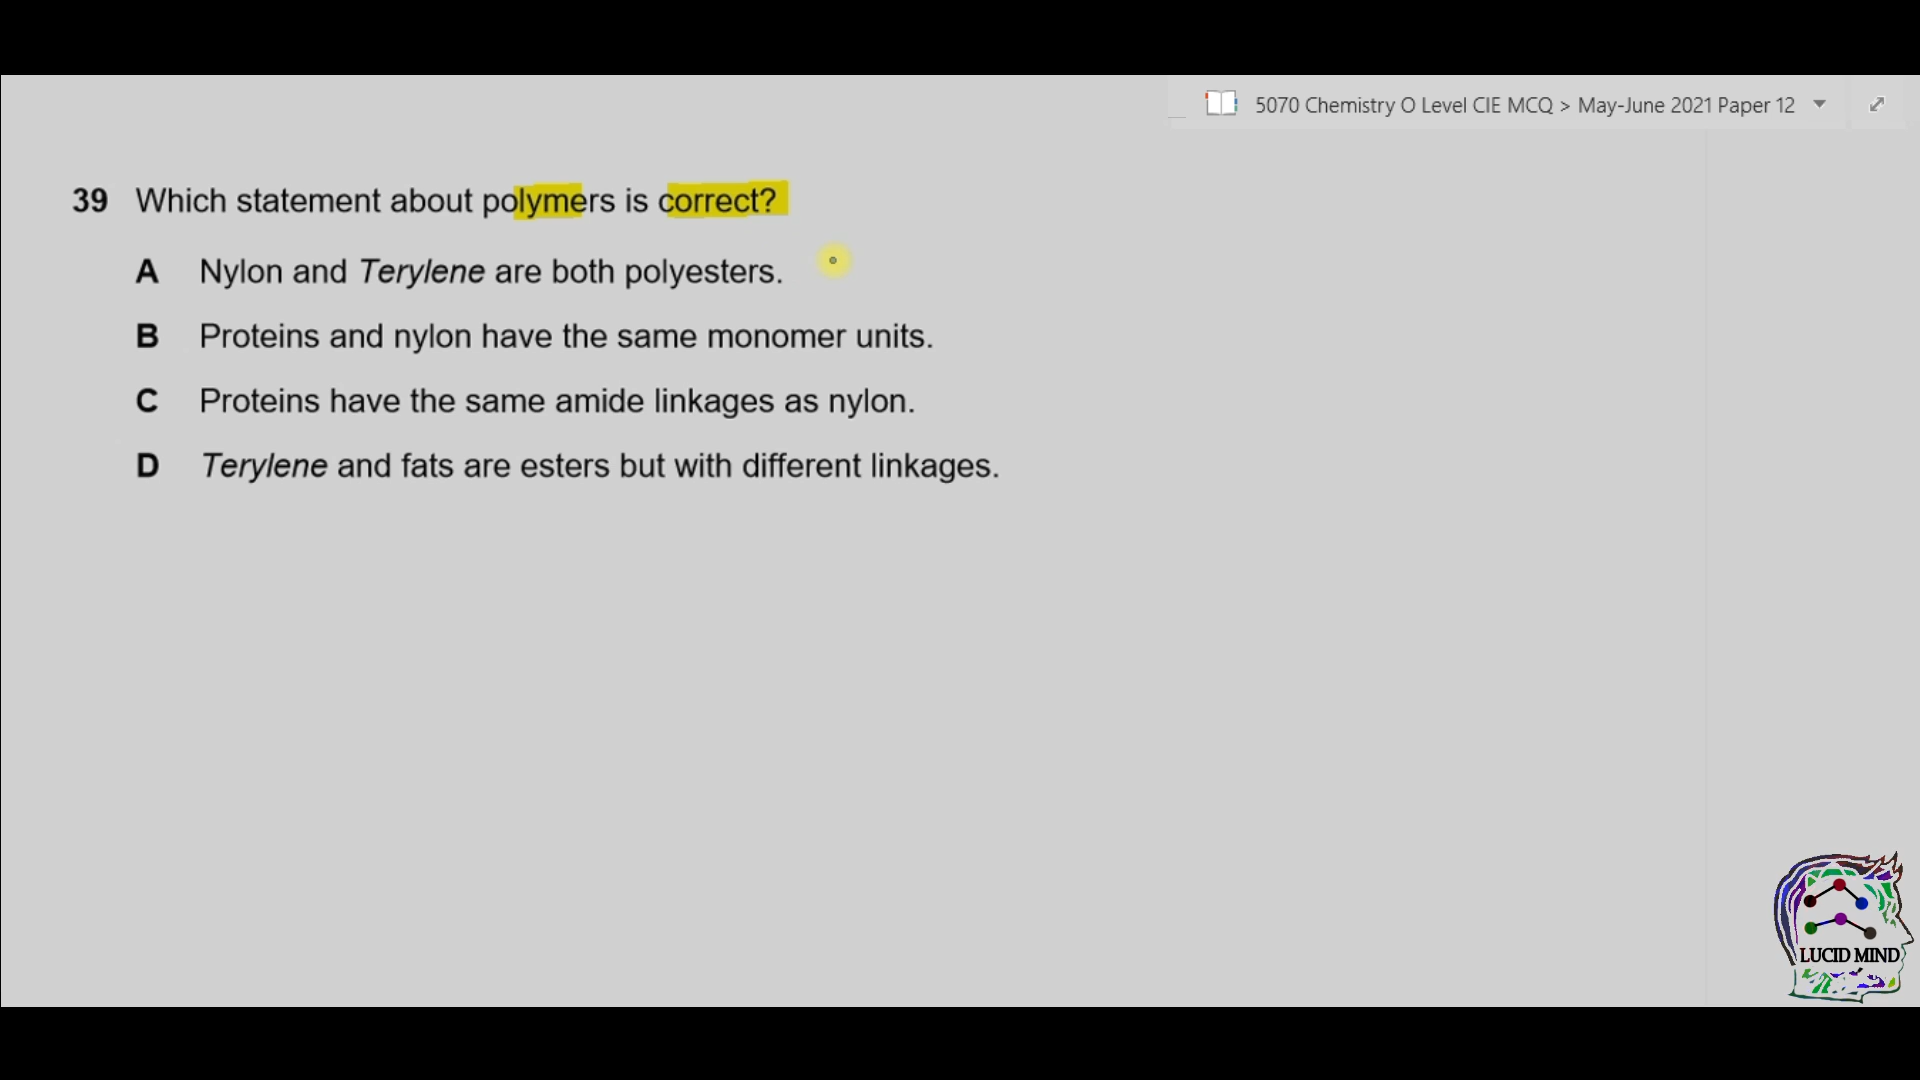 5070 Chemistry O Level CIE MCQ > May-June 2021 Paper 12
39 Which statement about polymers is correct?
A Nylon and Terylene are both polyesters.
B Proteins and nylon have the same monomer units.
C Proteins have the same amide linkages as nylon.
D Terylene and fats are esters but with different linkages.
LUCID MIND